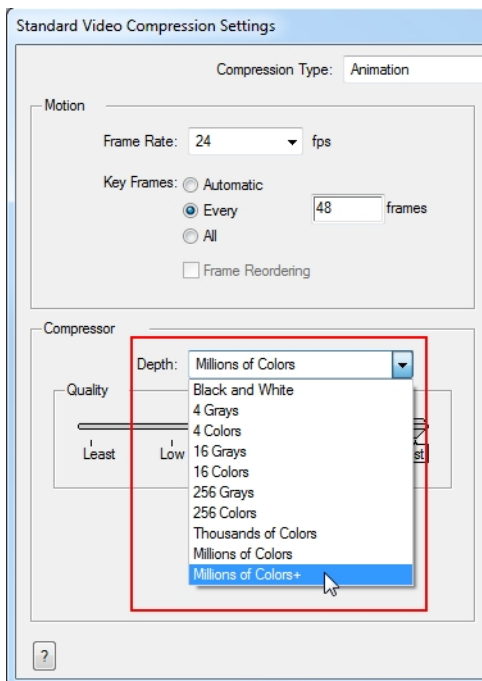 Standard Video Compression Settings
Compression Type: Animation
Motion
Frame Rate: 24 fps
Key Frames: Automatic
Every 48 frames
All
Frame Reordering
Compressor
Depth: Millions of Colors
Quality
Black and White
4 Grays
4 Colors
16 Grays
Least Low
16 Colors
256 Grays
256 Colors
Thousands of Colors
Millions of Colors
Millions of Colors+
?